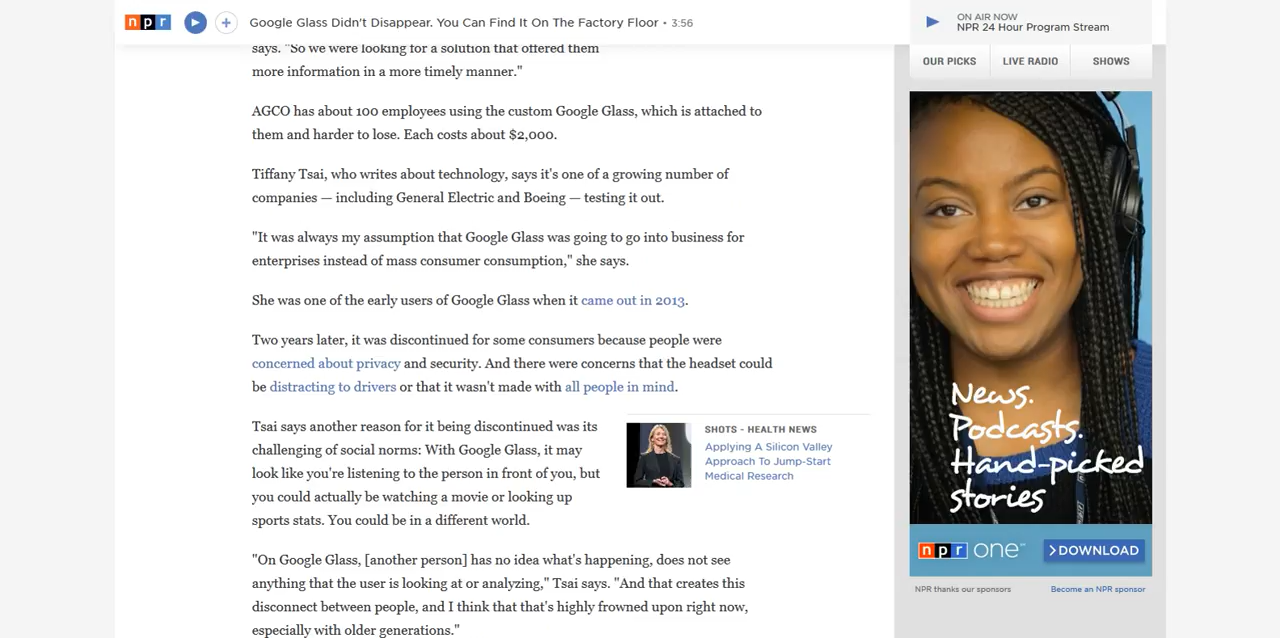 npr
Google Glass Didn't Disappear. You Can Find It On The Factory Floor • 3:56
ON AIR NOW
NPR 24 Hour Program Stream
OUR PICKS
LIVE RADIO
SHOWS
says. "So we were looking for a solution that offered them
more information in a more timely manner."
AGCO has about 100 employees using the custom Google Glass, which is attached to
them and harder to lose. Each costs about $2,000.
Tiffany Tsai, who writes about technology, says it's one of a growing number of
companies — including General Electric and Boeing — testing it out.
"It was always my assumption that Google Glass was going to go into business for
enterprises instead of mass consumer consumption," she says.
She was one of the early users of Google Glass when it came out in 2013.
Two years later, it was discontinued for some consumers because people were
concerned about privacy and security. And there were concerns that the headset could
be distracting to drivers or that it wasn't made with all people in mind.
Tsai says another reason for it being discontinued was its
challenging of social norms: With Google Glass, it may
look like you're listening to the person in front of you, but
you could actually be watching a movie or looking up
sports stats. You could be in a different world.
SHOTS - HEALTH NEWS
Applying A Silicon Valley
Approach To Jump-Start
Medical Research
"On Google Glass, [another person] has no idea what's happening, does not see
anything that the user is looking at or analyzing," Tsai says. "And that creates this
disconnect between people, and I think that that's highly frowned upon right now,
especially with older generations."
News.
Podcasts.
Hand-picked
stories
npr one
DOWNLOAD
NPR thanks our sponsors
Become an NPR sponsor